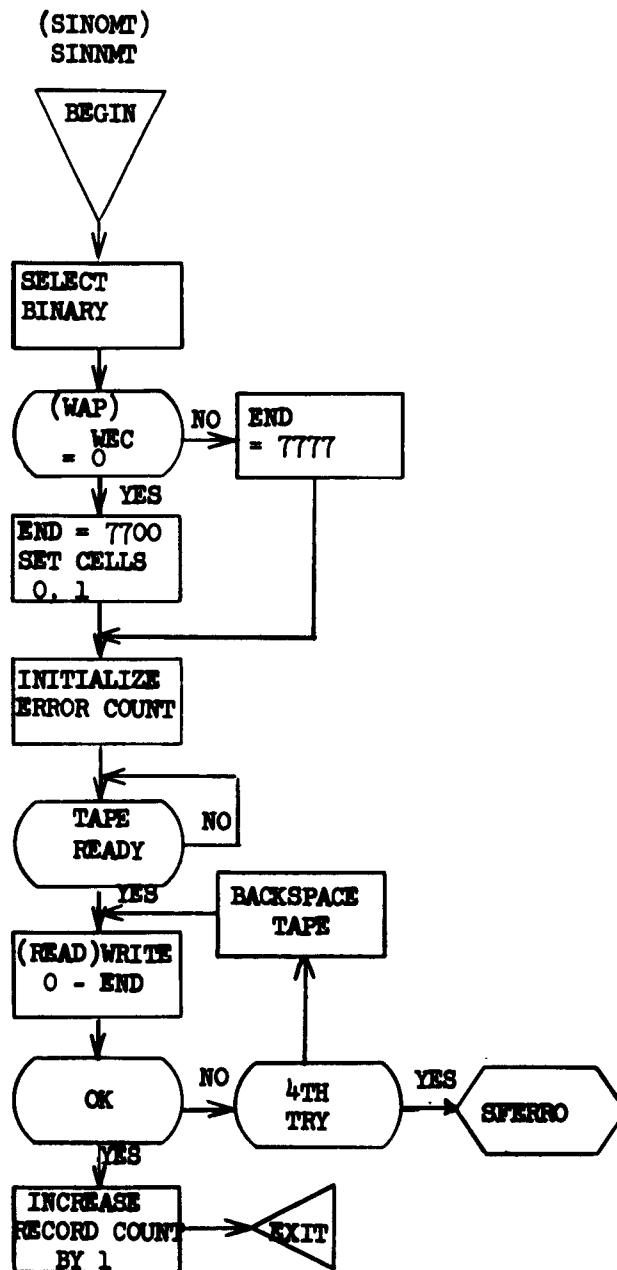 (SINOMT)
SINNMT
BEGIN
SELECT
BINARY
(WAP)
WEC
= 0
NO
END
= 7777
YES
END = 7700
SET CELLS
0, 1
INITIALIZE
ERROR COUNT
TAPE
READY
NO
YES
BACKSPACE
TAPE
(READ)WRITE
0 - END
OK
NO
4TH
TRY
YES
SFERRO
YES
INCREASE
RECORD COUNT
BY 1
EXIT